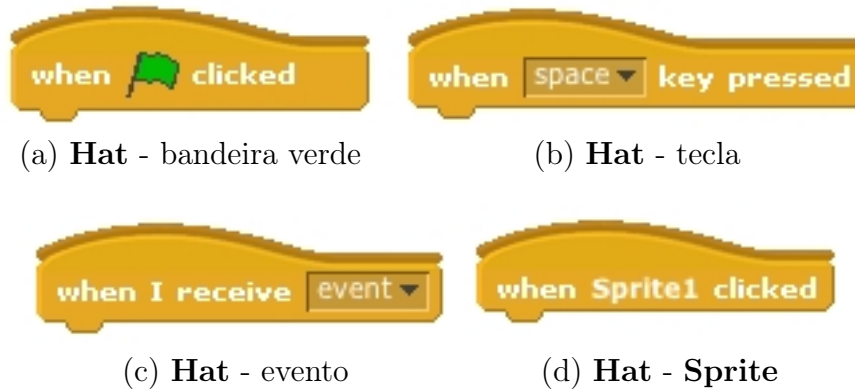 when clicked
when space key pressed
(a) Hat - bandeira verde
(b) Hat - tecla
when I receive event
when Sprite1 clicked
(c) Hat - evento
(d) Hat - Sprite